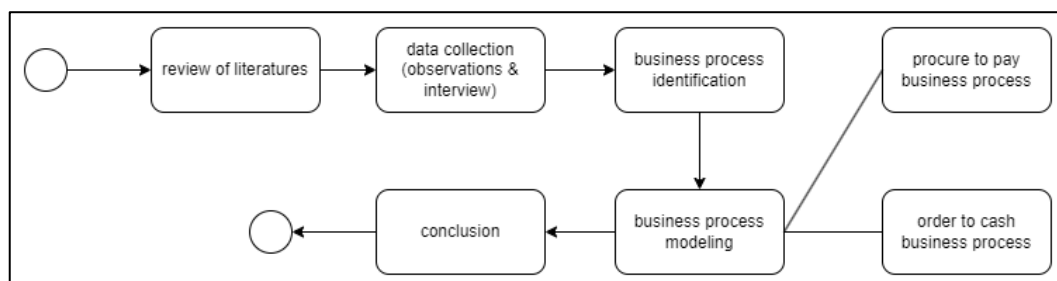 review of literatures
data collection
(observations &
interview)
business process
identification
procure to pay
business process
conclusion
business process
modeling
order to cash
business process